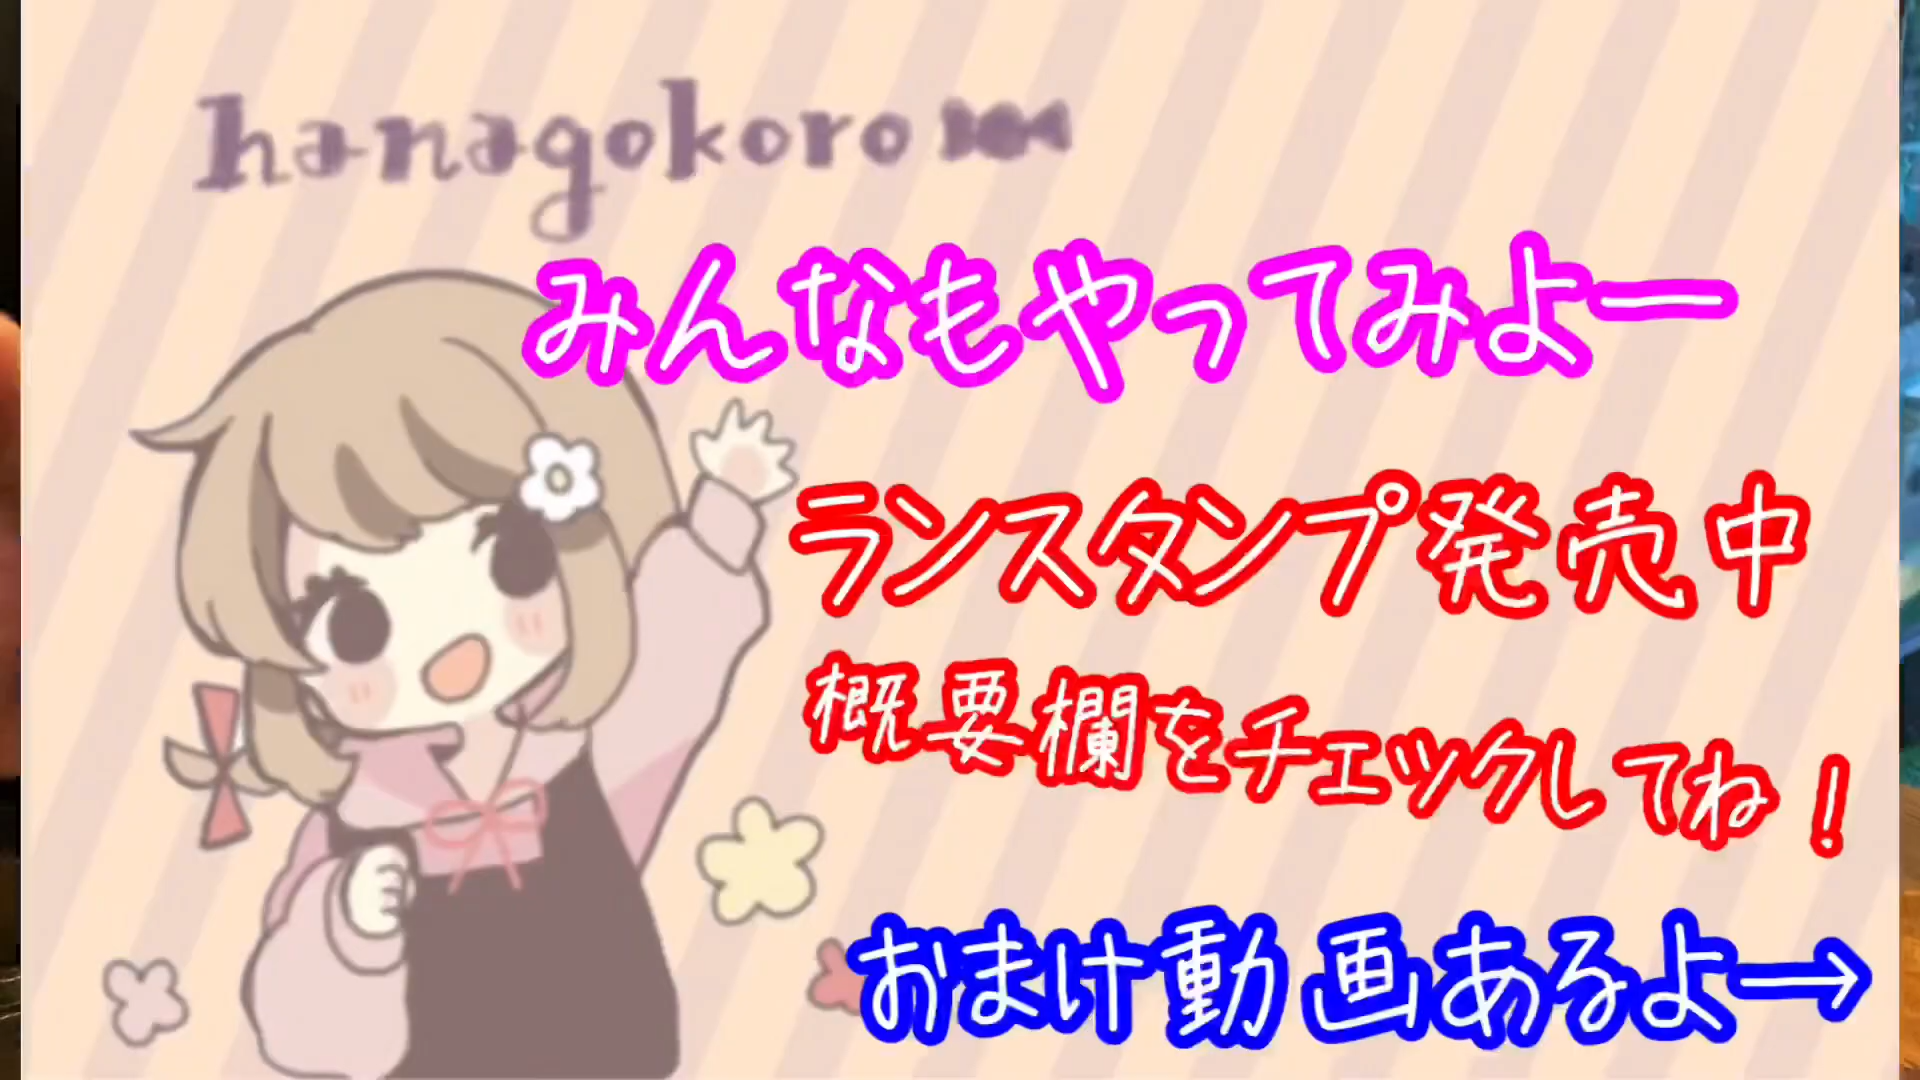 hanagokoro
みんなもやってみよー
ランスタンプ発売中
概要欄をチェックしてね!
おまけ動画あるよー→